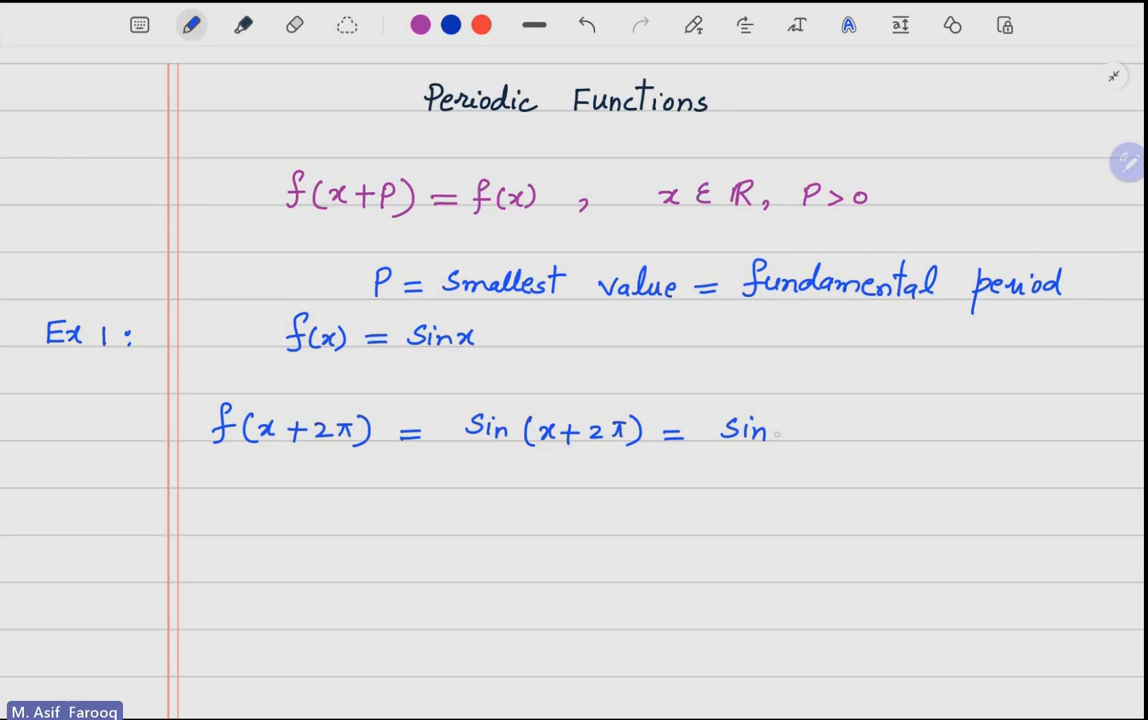 Periodic Functions
f(x+P) = f(x) , x ∈ ℝ, P>0
P = smallest value = fundamental period
Ex 1: f(x) = sinx
f(x+2π) = sin (x+2π) = sin
M. Asif Farooq